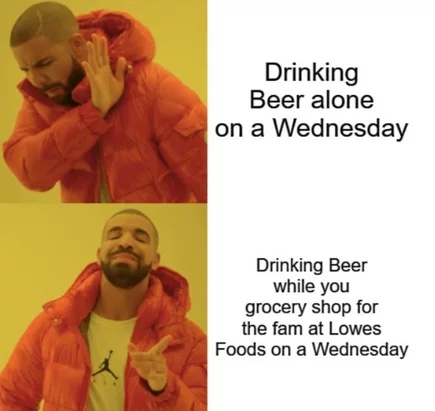 Drinking
Beer alone
on a Wednesday
Drinking Beer
while you
grocery shop for
the fam at Lowes
Foods on a Wednesday